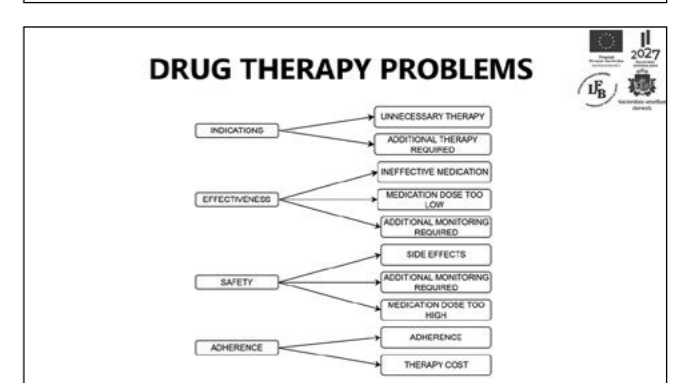 DRUG THERAPY PROBLEMS
2027
LFB
INDICATIONS
UNNECESSARY THERAPY
ADDITIONAL THERAPY
REQUIRED
EFFECTIVENESS
INEFFECTIVE MEDICATION
MEDICATION DOSE TOO
LOW
ADDITIONAL MONITORING
REQUIRED
SAFETY
SIDE EFFECTS
ADDITIONAL MONITORING
REQUIRED
MEDICATION DOSE TOO
HIGH
ADHERENCE
ADHERENCE
THERAPY COST